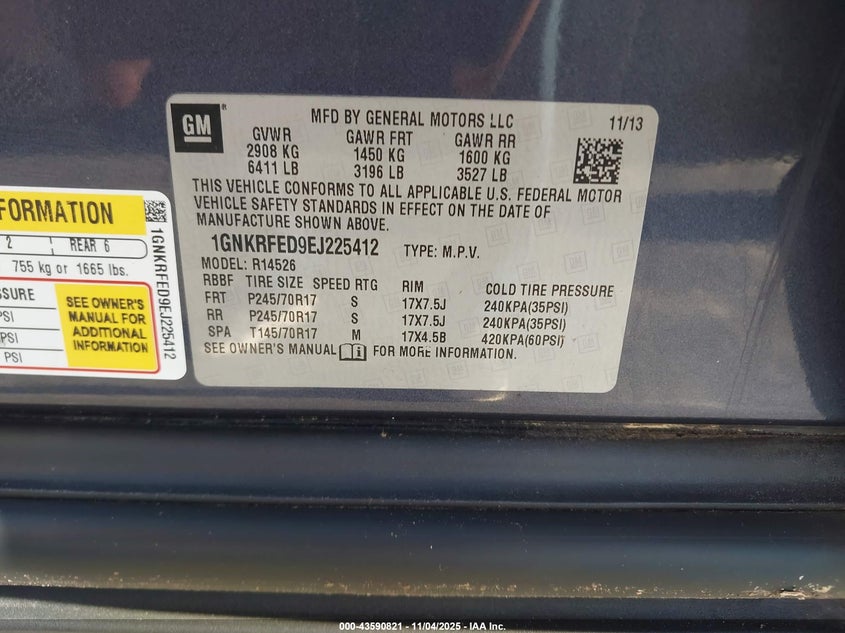 GM
MFD BY GENERAL MOTORS LLC 11/13
GVWR GAWR FRT GAWR RR
2908 KG 1450 KG 1600 KG
6411 LB 3196 LB 3527 LB
THIS VEHICLE CONFORMS TO ALL APPLICABLE U.S. FEDERAL MOTOR
VEHICLE SAFETY STANDARDS IN EFFECT ON THE DATE OF
MANUFACTURE SHOWN ABOVE.
1GNKRFED9EJ225412 TYPE: M.P.V.
MODEL: R14526
RBBF TIRE SIZE SPEED RTG RIM COLD TIRE PRESSURE
FRT P245/70R17 S 17X7.5J 240KPA(35PSI)
RR P245/70R17 S 17X7.5J 240KPA(35PSI)
SPA T145/70R17 M 17X4.5B 420KPA(60PSI)
SEE OWNER'S MANUAL FOR MORE INFORMATION.
FORMATION
2 REAR 6
755 kg or 1665 lbs.
SSURE
PSI
PSI
PSI
SEE OWNER'S
MANUAL FOR
ADDITIONAL
INFORMATION
1GNKRFED9EJ225412
000-43590821 - 11/04/2025 - IAA Inc.